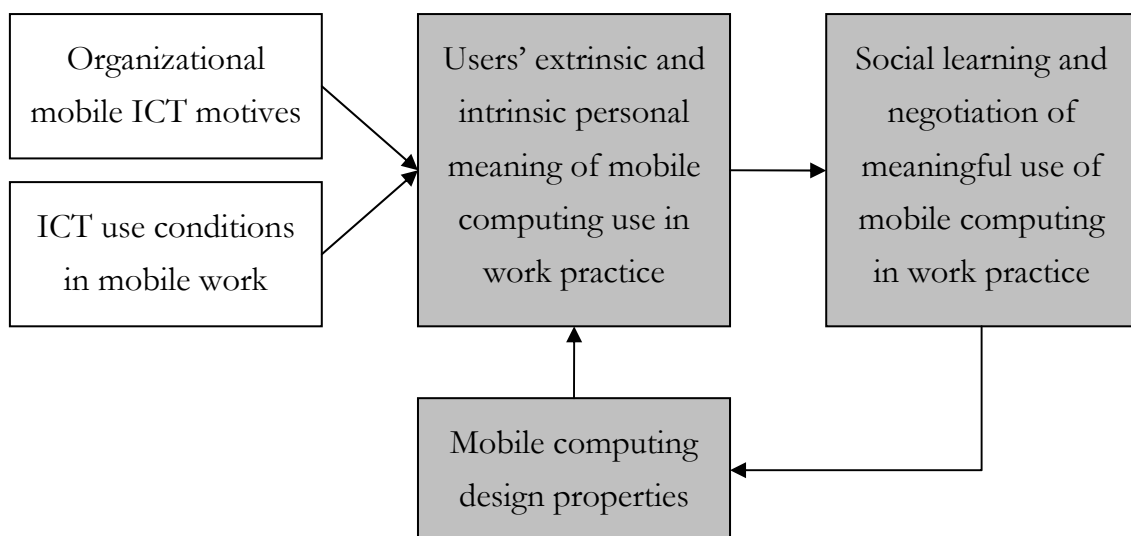 Organizational
mobile ICT motives
ICT use conditions
in mobile work
Users’ extrinsic and
intrinsic personal
meaning of mobile
computing use in
work practice
Social learning and
negotiation of
meaningful use of
mobile computing
in work practice
Mobile computing
design properties